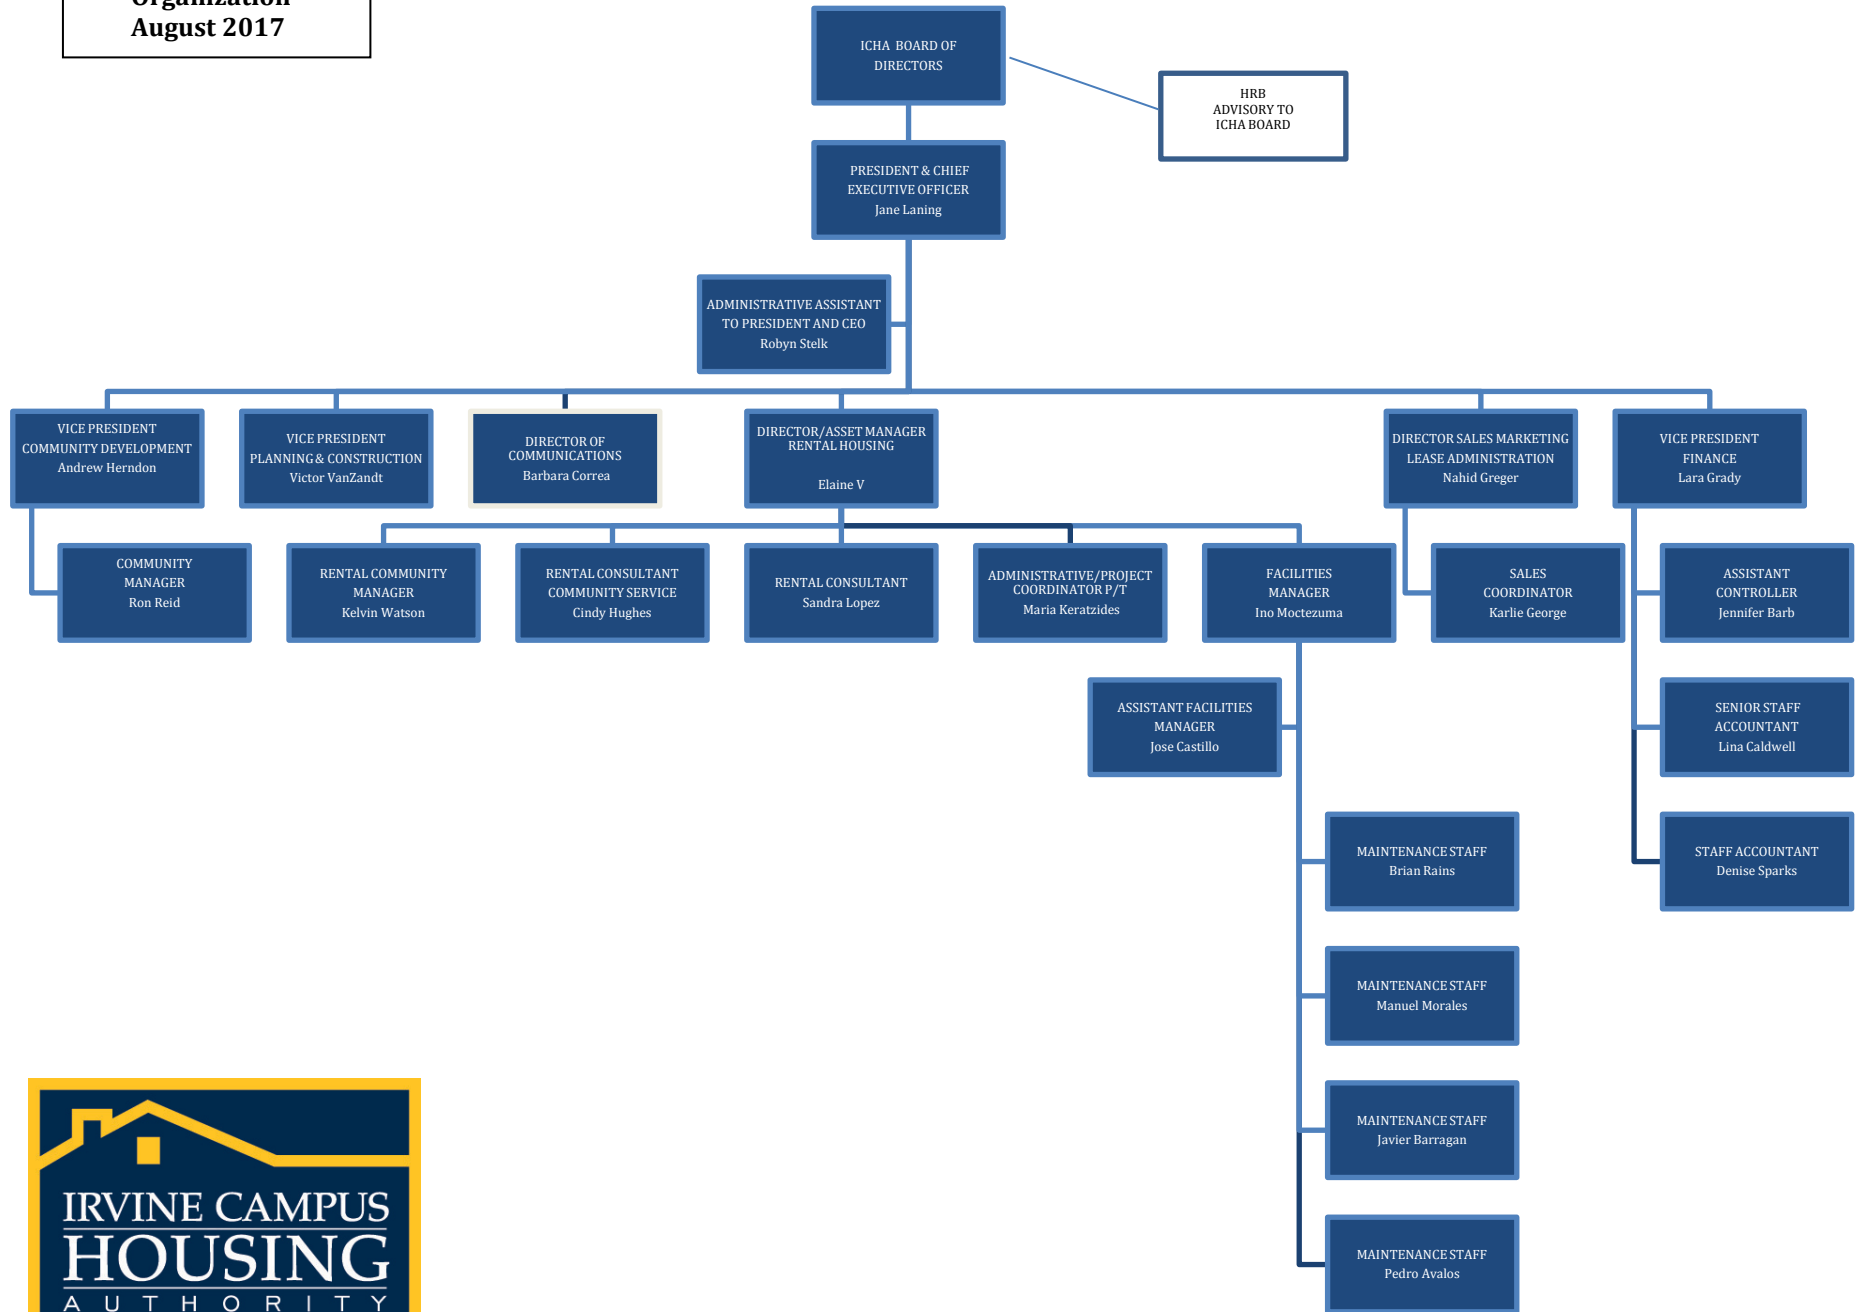 Organization
August 2017
ICHA BOARD OF
DIRECTORS
HRB
ADVISORY TO
ICHA BOARD
PRESIDENT & CHIEF
EXECUTIVE OFFICER
Jane Laning
ADMINISTRATIVE ASSISTANT
TO PRESIDENT AND CEO
Robyn Stelk
VICE PRESIDENT
COMMUNITY DEVELOPMENT
Andrew Herndon
VICE PRESIDENT
PLANNING & CONSTRUCTION
Victor VanZandt
DIRECTOR OF
COMMUNICATIONS
Barbara Correa
DIRECTOR/ASSET MANAGER
RENTAL HOUSING
Elaine V
DIRECTOR SALES MARKETING
LEASE ADMINISTRATION
Nahid Greger
VICE PRESIDENT
FINANCE
Lara Grady
COMMUNITY
MANAGER
Ron Reid
RENTAL COMMUNITY
MANAGER
Kelvin Watson
RENTAL CONSULTANT
COMMUNITY SERVICE
Cindy Hughes
RENTAL CONSULTANT
Sandra Lopez
ADMINISTRATIVE/PROJECT
COORDINATOR P/T
Maria Keratzides
FACILITIES
MANAGER
Ino Moctezuma
SALES
COORDINATOR
Karlie George
ASSISTANT
CONTROLLER
Jennifer Barb
ASSISTANT FACILITIES
MANAGER
Jose Castillo
SENIOR STAFF
ACCOUNTANT
Lina Caldwell
MAINTENANCE STAFF
Brian Rains
STAFF ACCOUNTANT
Denise Sparks
MAINTENANCE STAFF
Manuel Morales
MAINTENANCE STAFF
Javier Barragan
MAINTENANCE STAFF
Pedro Avalos
IRVINE CAMPUS
HOUSING
AUTHORITY